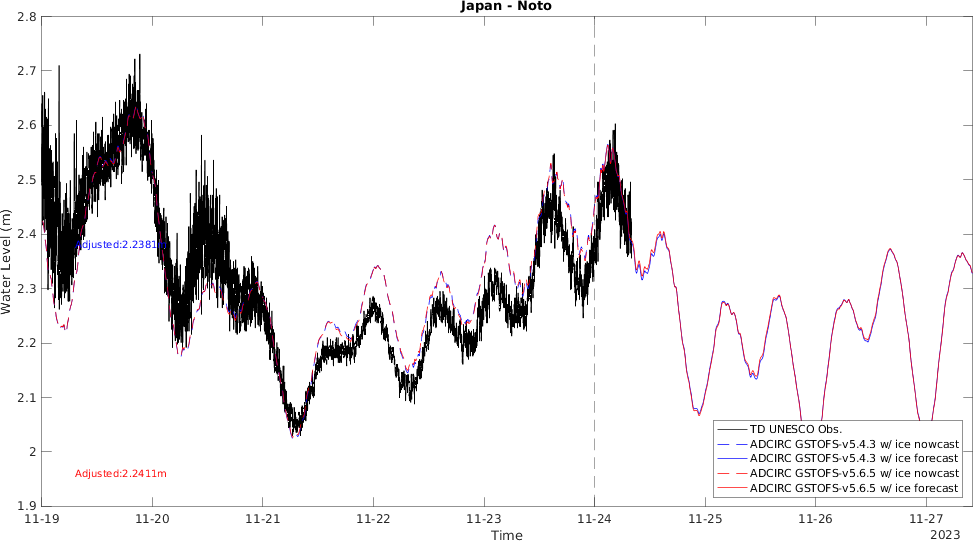 Japan - Noto
2.8
2.7
2.6
2.5
2.4
2.3
2.2
2.1
2
1.9
Water Level (m)
Adjusted:2.2381m
Adjusted:2.2411m
TD UNESCO Obs.
ADCIRC GSTOFS-v5.4.3 w/ ice nowcast
ADCIRC GSTOFS-v5.4.3 w/ ice forecast
ADCIRC GSTOFS-v5.6.5 w/ ice nowcast
ADCIRC GSTOFS-v5.6.5 w/ ice forecast
11-19 11-20 11-21 11-22 11-23 11-24 11-25 11-26 11-27
Time
2023